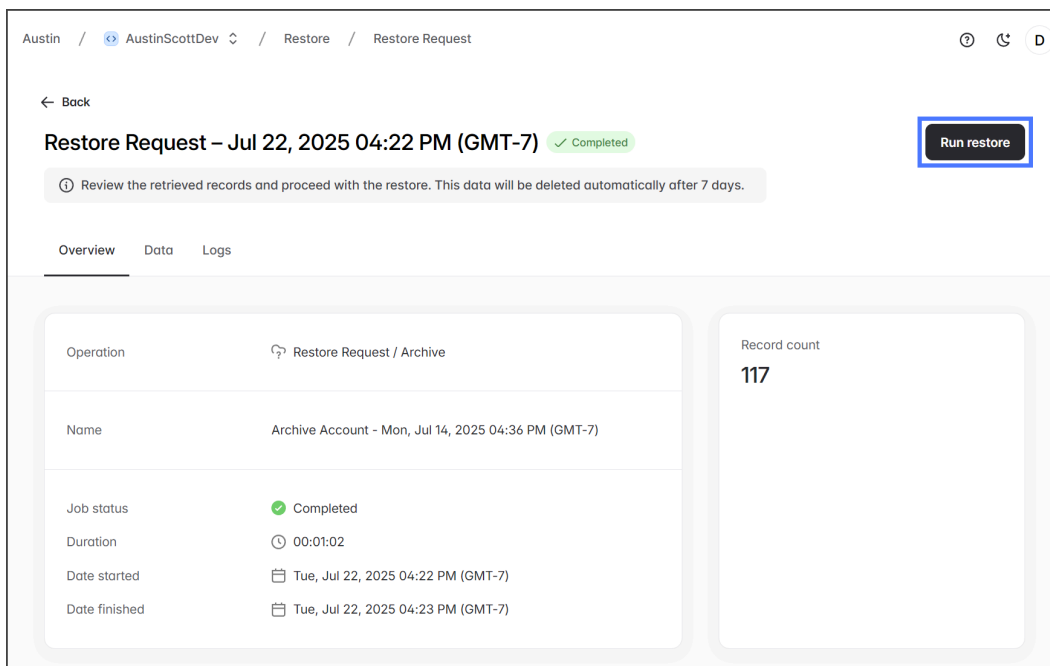 Austin / AustinScottDev / Restore / Restore Request
D
Back
Restore Request – Jul 22, 2025 04:22 PM (GMT-7) Completed
Run restore
Review the retrieved records and proceed with the restore. This data will be deleted automatically after 7 days.
Overview Data Logs
Operation Restore Request / Archive
Name Archive Account - Mon, Jul 14, 2025 04:36 PM (GMT-7)
Job status Completed
Duration 00:01:02
Date started Tue, Jul 22, 2025 04:22 PM (GMT-7)
Date finished Tue, Jul 22, 2025 04:23 PM (GMT-7)
Record count
117